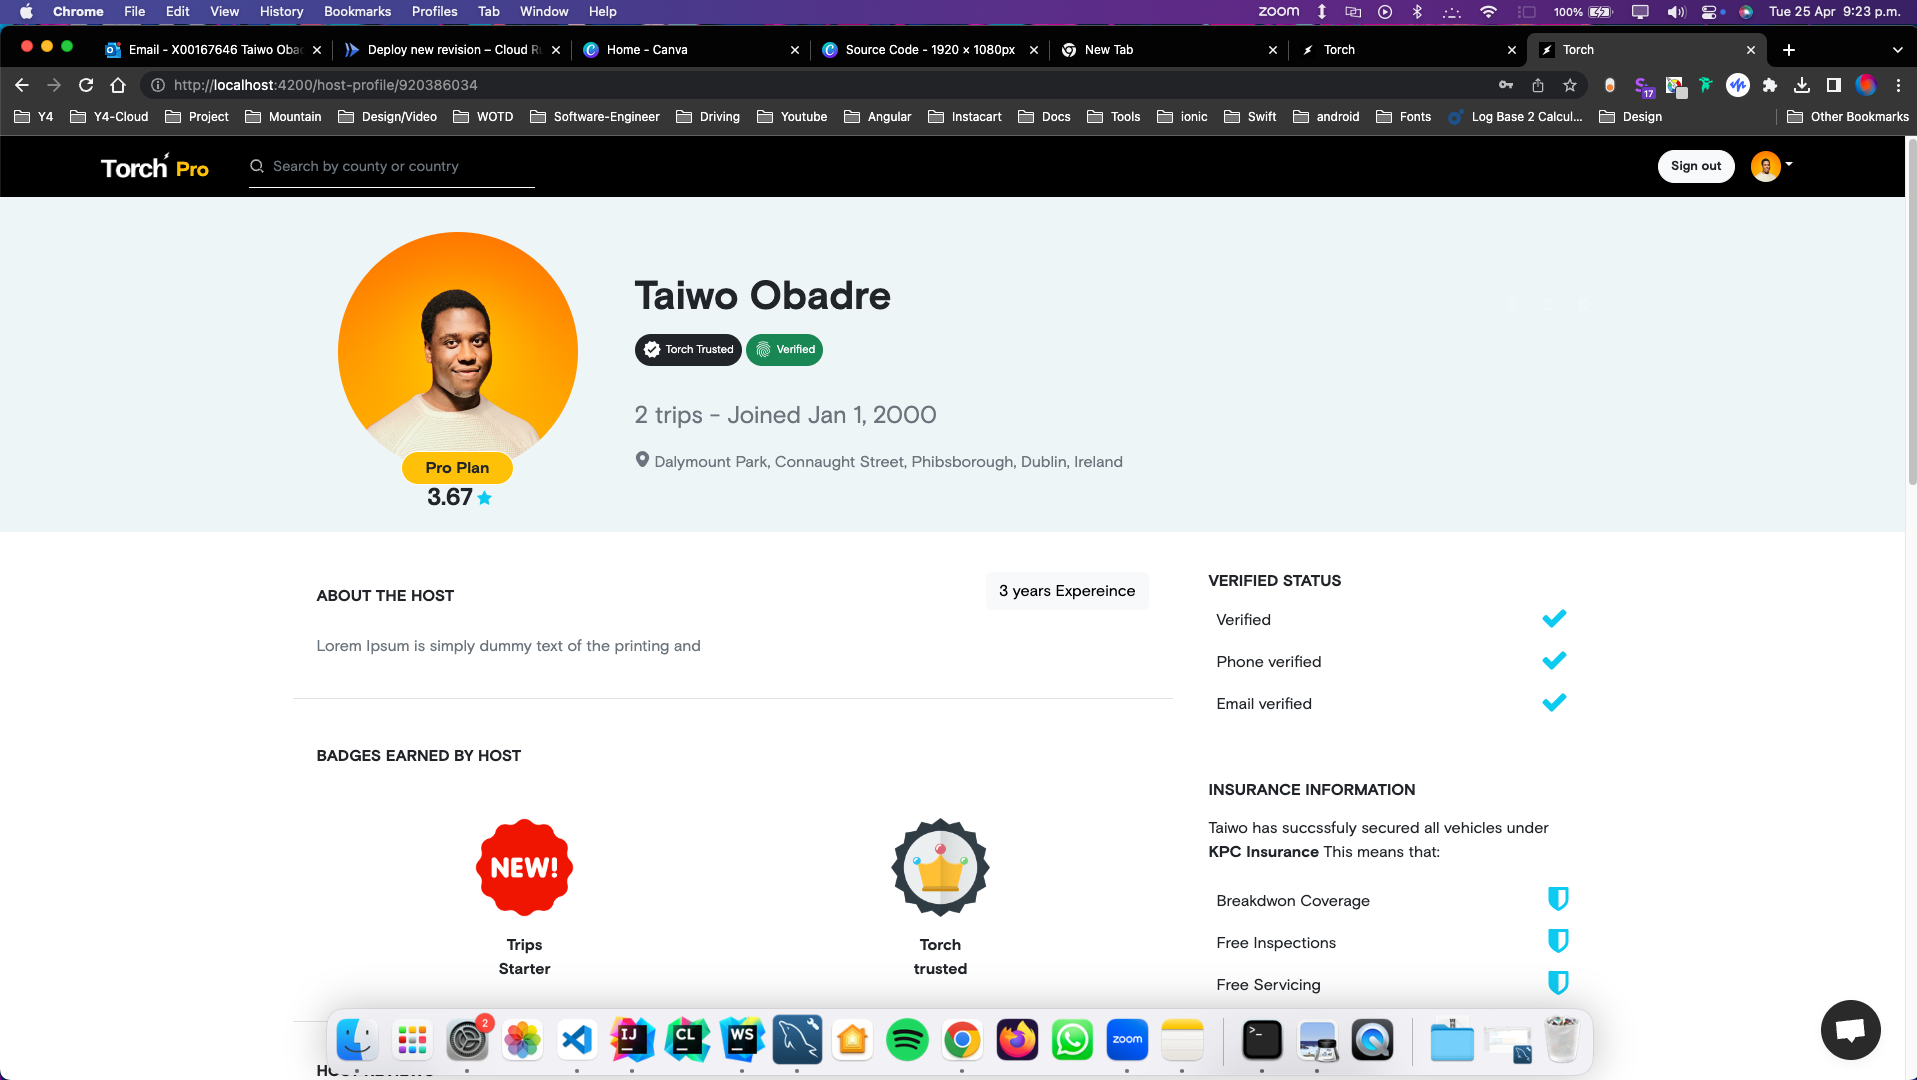 Chrome File Edit View History Bookmarks Profiles Tab Window Help zoom 100% Tue 25 Apr 9:23 p.m.
Email - X00167646 Taiwo Oba Deploy new revision – Cloud R Home - Canva Source Code - 1920 × 1080px New Tab Torch Torch
http://localhost:4200/host-profile/920386034 17
Y4 Y4-Cloud Project Mountain Design/Video WOTD Software-Engineer Driving Youtube Angular Instacart Docs Tools ionic Swift android Fonts Log Base 2 Calcul... Design Other Bookmarks
Torch Pro Search by county or country Sign out
Taiwo Obadre
Torch Trusted Verified
2 trips - Joined Jan 1, 2000
Dalymount Park, Connaught Street, Phibsborough, Dublin, Ireland
Pro Plan
3.67
ABOUT THE HOST
3 years Expereince
Lorem Ipsum is simply dummy text of the printing and
BADGES EARNED BY HOST
NEW!
Trips
Starter
Torch
trusted
VERIFIED STATUS
Verified
Phone verified
Email verified
INSURANCE INFORMATION
Taiwo has succssfuly secured all vehicles under
KPC Insurance This means that:
Breakdwon Coverage
Free Inspections
Free Servicing
2 IJ CL WS zoom